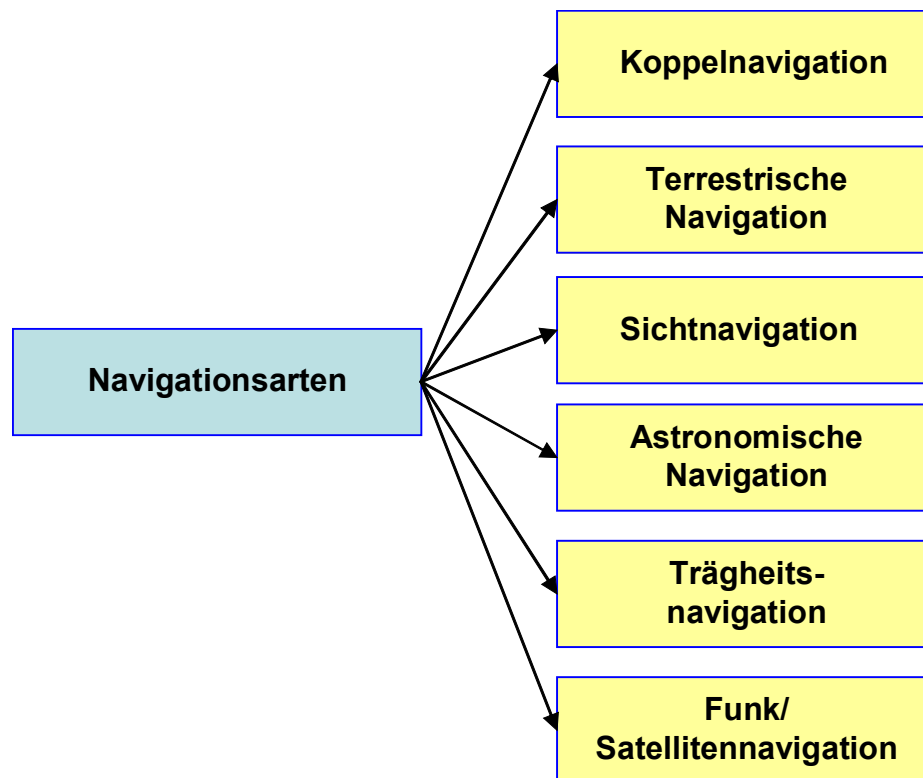 Koppelnavigation
Terrestrische
Navigation
Sichtnavigation
Navigationsarten
Astronomische
Navigation
Trägheits-
navigation
Funk/
Satellitennavigation